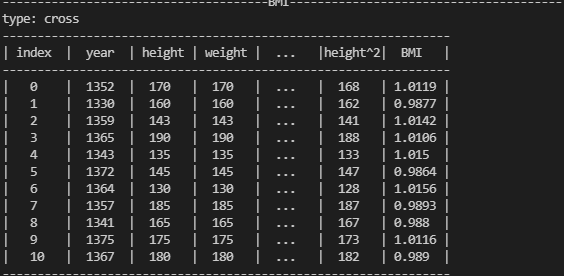 BMI
type: cross
| index | year | height | weight | ... |height^2| BMI |
| 0 | 1352 | 170 | 170 | ... | 168 | 1.0119 |
| 1 | 1330 | 160 | 160 | ... | 162 | 0.9877 |
| 2 | 1359 | 143 | 143 | ... | 141 | 1.0142 |
| 3 | 1365 | 190 | 190 | ... | 188 | 1.0106 |
| 4 | 1343 | 135 | 135 | ... | 133 | 1.015 |
| 5 | 1372 | 145 | 145 | ... | 147 | 0.9864 |
| 6 | 1364 | 130 | 130 | ... | 128 | 1.0156 |
| 7 | 1357 | 185 | 185 | ... | 187 | 0.9893 |
| 8 | 1341 | 165 | 165 | ... | 167 | 0.988 |
| 9 | 1375 | 175 | 175 | ... | 173 | 1.0116 |
| 10 | 1367 | 180 | 180 | ... | 182 | 0.989 |